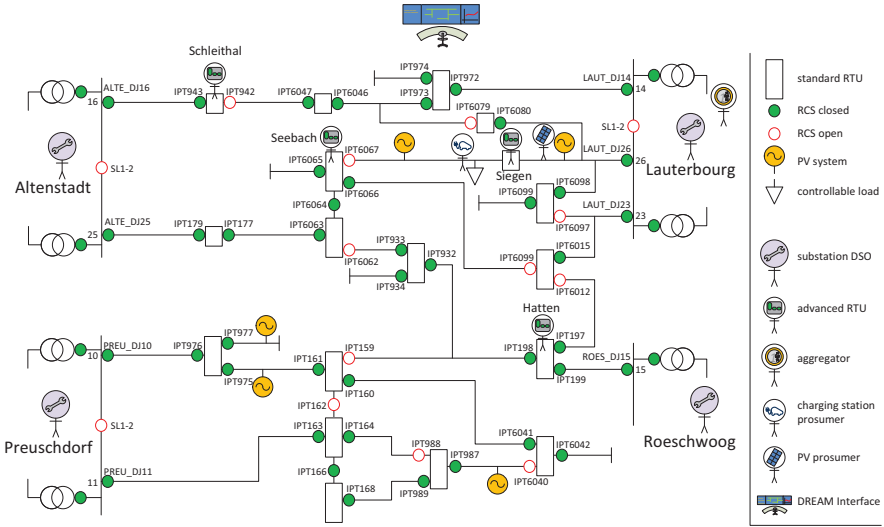 Schleithal
IPT974
IPT972
LAUT_DJ14
ALTE_DJ16
IPT943
IPT942
IPT6047
IPT6046
IPT973
14
16
IPT6079
IPT6080
SL1-2
Seebach
IPT6067
LAUT_DJ26
IPT6065
Siegen
26
Lauterbourg
SL1-2
Altenstadt
IPT6066
IPT6098
IPT6099
LAUT_DJ23
IPT6064
IPT6097
23
ALTE_DJ25
IPT179
IPT177
IPT6063
25
IPT933
IPT932
IPT6015
IPT6062
IPT6099
IPT934
IPT6012
Hatten
PREU_DJ10
IPT976
IPT977
IPT159
IPT197
IPT161
IPT198
ROES_DJ15
10
15
IPT975
IPT160
IPT199
IPT162
SL1-2
Preuschdorf
Roeschwoog
IPT163
IPT164
IPT6041
IPT6042
IPT988
PREU_DJ11
IPT987
IPT166
11
IPT6040
IPT168
IPT989
standard RTU
RCS closed
RCS open
PV system
controllable load
substation DSO
advanced RTU
aggregator
charging station
prosumer
PV prosumer
DREAM Interface